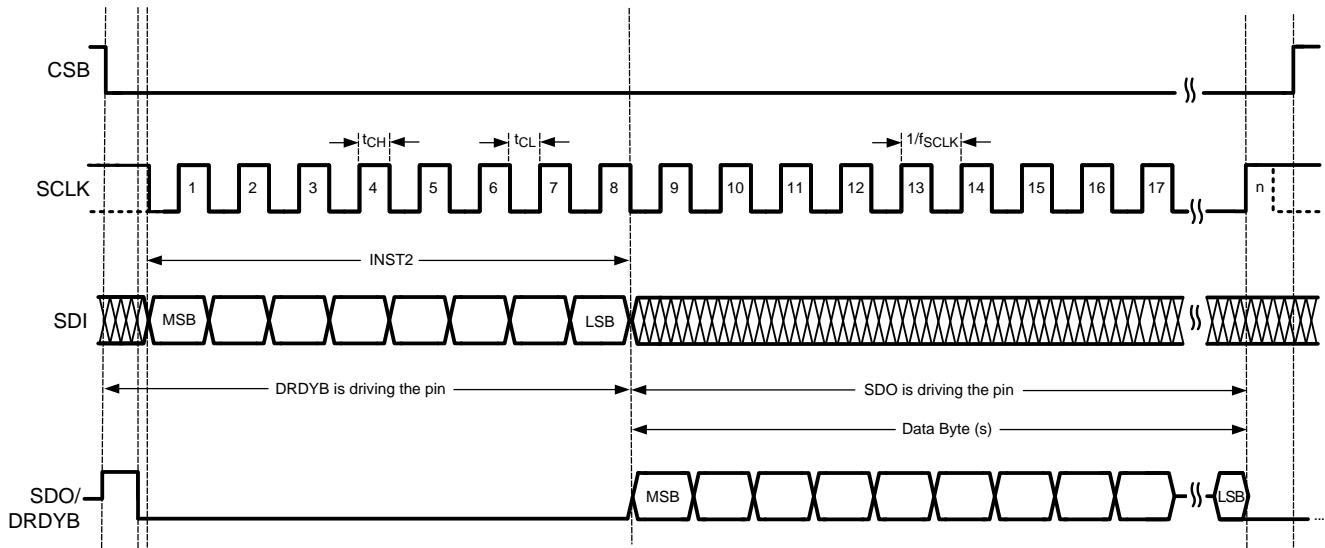 CSB
tCH
tCL
1/fSCLK
SCLK
1 2 3 4 5 6 7 8 9 10 11 12 13 14 15 16 17 n
INST2
SDI
MSB
LSB
DRDYB is driving the pin
SDO is driving the pin
Data Byte (s)
SDO/
DRDYB
MSB
LSB